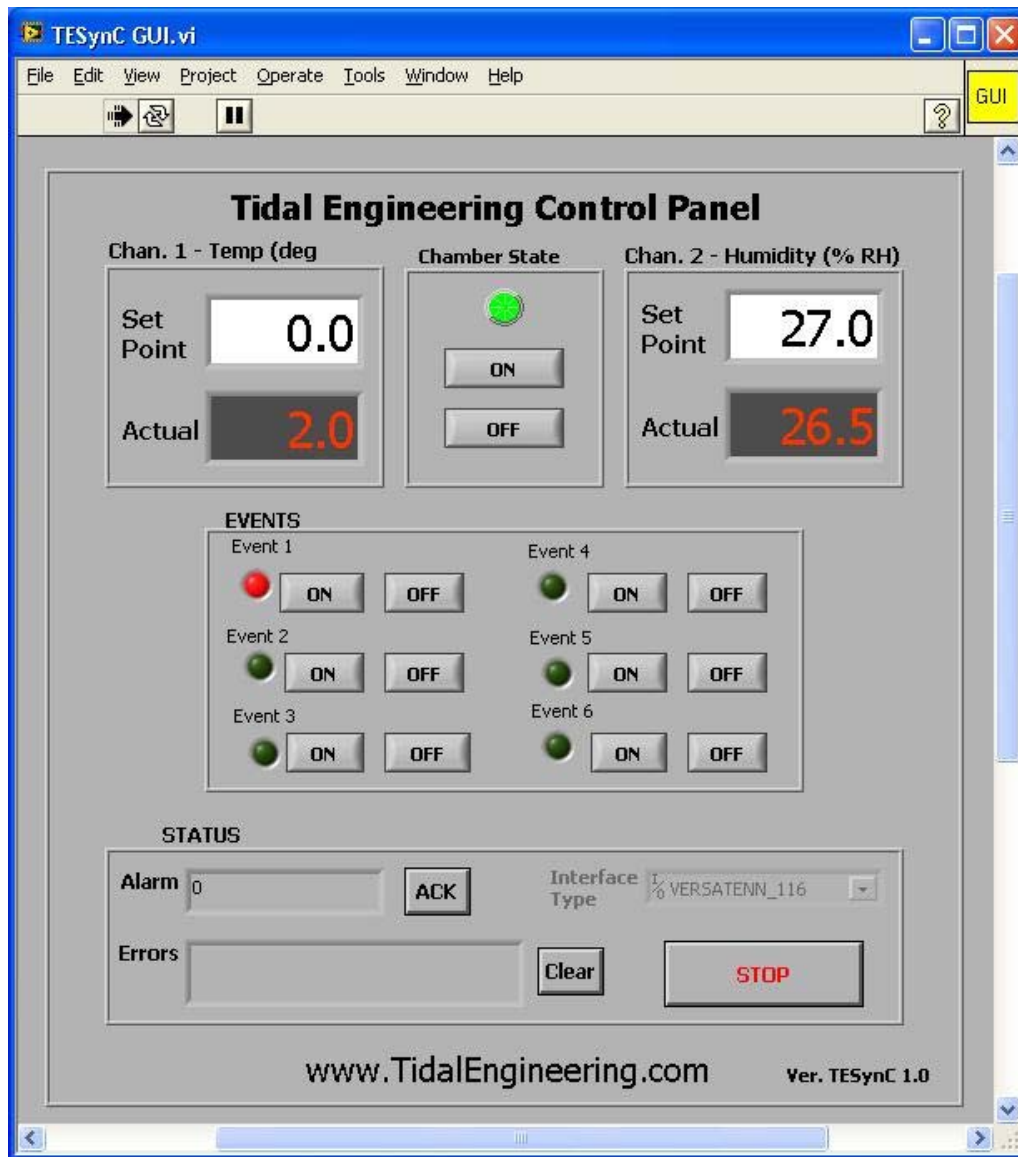 TESynC GUI.vi
File Edit View Project Operate Tools Window Help
GUI
Tidal Engineering Control Panel
Chan. 1 - Temp (deg
Set
Point
0.0
Actual
2.0
Chamber State
ON
OFF
Chan. 2 - Humidity (% RH)
Set
Point
27.0
Actual
26.5
EVENTS
Event 1
ON OFF
Event 2
ON OFF
Event 3
ON OFF
Event 4
ON OFF
Event 5
ON OFF
Event 6
ON OFF
STATUS
Alarm 0
ACK
Interface
Type
I/O VERSATENN_116
Errors
Clear
STOP
www.TidalEngineering.com
Ver. TESynC 1.0